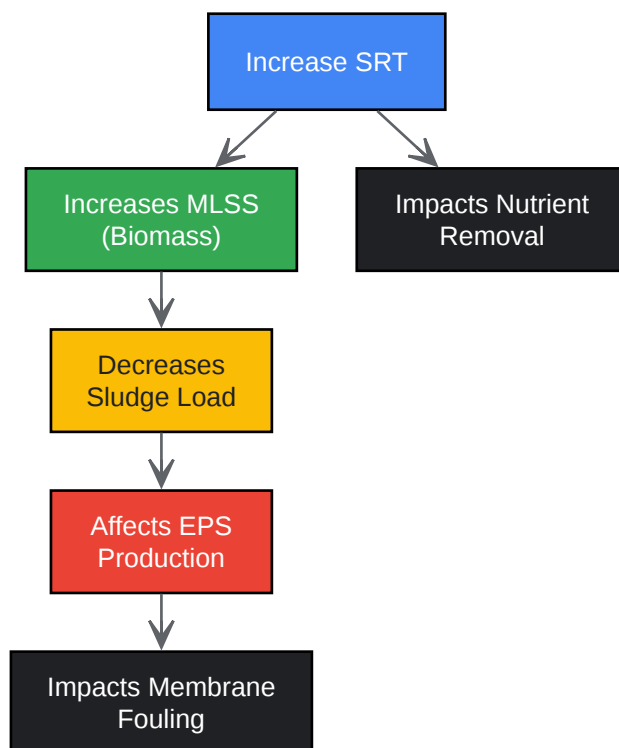 Increase SRT
Increases MLSS
(Biomass)
Impacts Nutrient
Removal
Decreases
Sludge Load
Affects EPS
Production
Impacts Membrane
Fouling